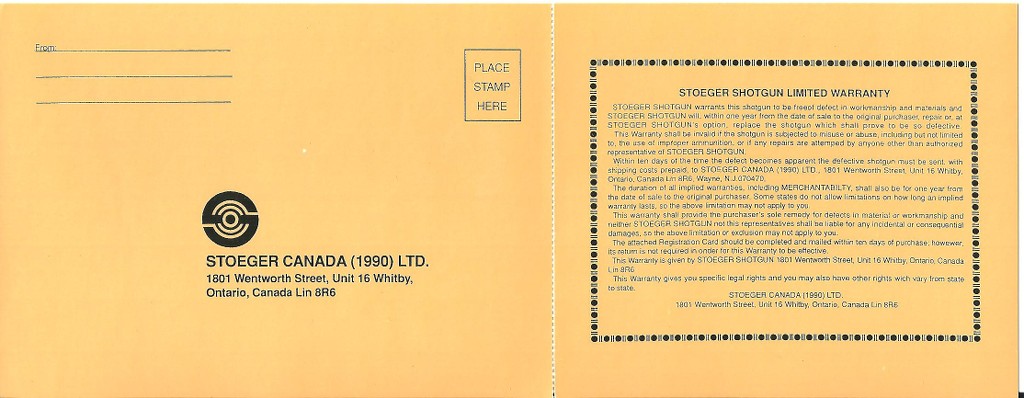 From:
PLACE
STAMP
HERE
STOEGER CANADA (1990) LTD.
1801 Wentworth Street, Unit 16 Whitby,
Ontario, Canada Lin 8R6
STOEGER SHOTGUN LIMITED WARRANTY
STOEGER SHOTGUN warrants this shotgun to be freeof defect in workmanship and materials and
STOEGER SHOTGUN will, within one year from the date of sale to the original purchaser, repair or, at
STOEGER SHOTGUN's option, replace the shotgun which shall prove to be so defective.
This Warranty shall be invalid if the shotgun is subjected to misuse or abuse, including but not limited
to, the use of improper ammunition, or if any repairs are attemped by anyone other than authorized
representative of STOEGER SHOTGUN.
Within ten days of the time the defect becomes apparent the defective shotgun must be sent, with
shipping costs prepaid, to STOEGER CANADA (1990) LTD., 1801 Wentworth Street, Unit 16 Whitby,
Ontario, Canada Lin 8R6, Wayne, N.J.070470.
The duration of all implied warranties, including MERCHANTABILTY, shall also be for one year from
the date of sale to the original purchaser. Some states do not allow limitations on how long an implied
warranty lasts, so the above limitation may not apply to you.
This warranty shall provide the purchaser's sole remedy for defects in material or workmanship and
neither STOEGER SHOTGUN not this representatives shall be liable for any incidental or consequential
damages, so the above limitation or exclusion may not apply to you.
The attached Registration Card should be completed and mailed within ten days of purchase, however,
its return is not required in order for this Warranty to be effective.
This Warranty is given by STOEGER SHOTGUN 1801 Wentworth Street, Unit 16 Whitby, Ontario, Canada
Lin 8R6
This Warranty gives you specific legal rights and you may also have other rights wich vary from state
to state.
STOEGER CANADA (1990) LTD.
1801 Wentworth Street, Unit 16 Whitby, Ontario, Canada Lin 8R6